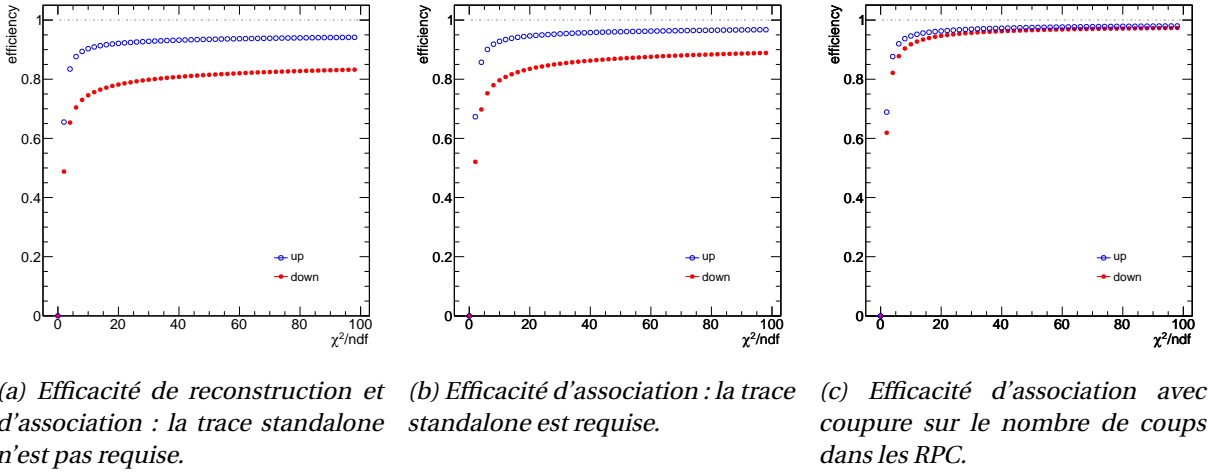 efficiency
1
0.8
0.6
0.4
0.2
0
0 20 40 60 80 100
χ²/ndf
up
down
efficiency
1
0.8
0.6
0.4
0.2
0
0 20 40 60 80 100
χ²/ndf
up
down
efficiency
1
0.8
0.6
0.4
0.2
0
0 20 40 60 80 100
χ²/ndf
up
down
(a) Efficacité de reconstruction et
d'association : la trace standalone
n'est pas requise.
(b) Efficacité d'association : la trace
standalone est requise.
(c) Efficacité d'association avec
coupure sur le nombre de coups
dans les RPC.